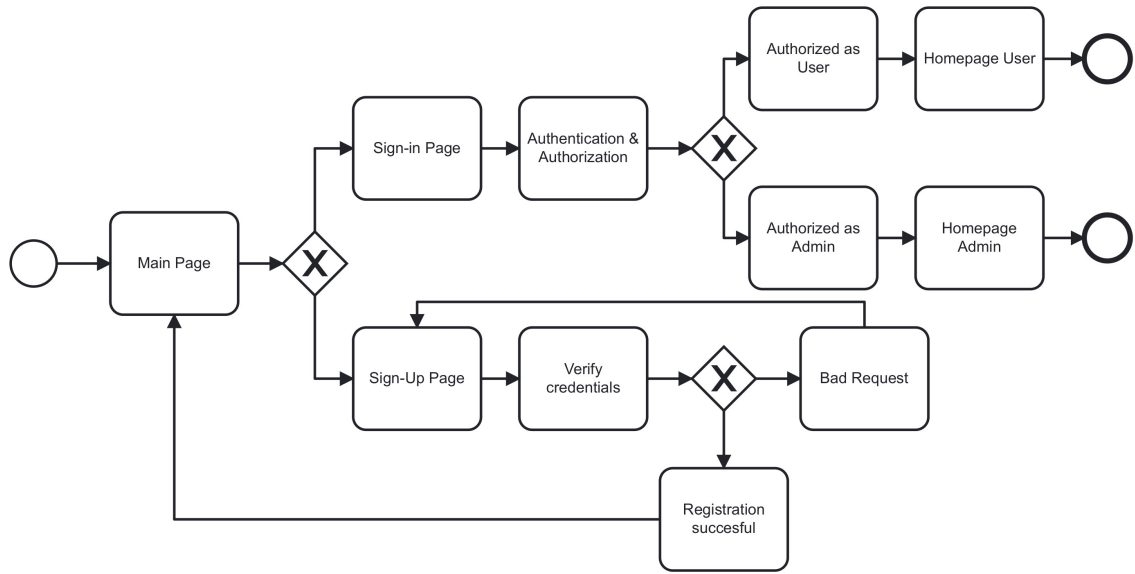 Authorized as
User
Homepage User
Sign-in Page
Authentication &
Authorization
X
Authorized as
Admin
Homepage
Admin
Main Page
X
Sign-Up Page
Verify
credentials
X
Bad Request
Registration
succesful